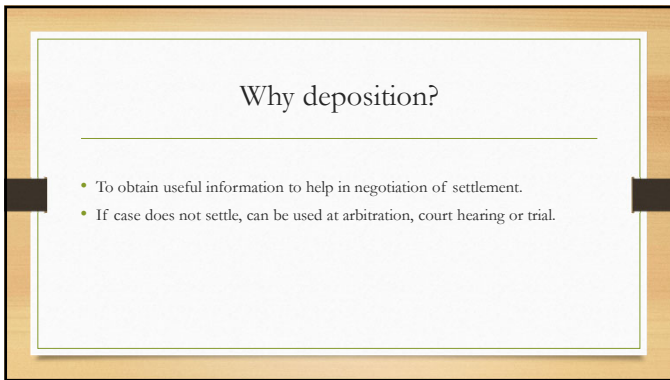 Why deposition?
• To obtain useful information to help in negotiation of settlement.
• If case does not settle, can be used at arbitration, court hearing or trial.